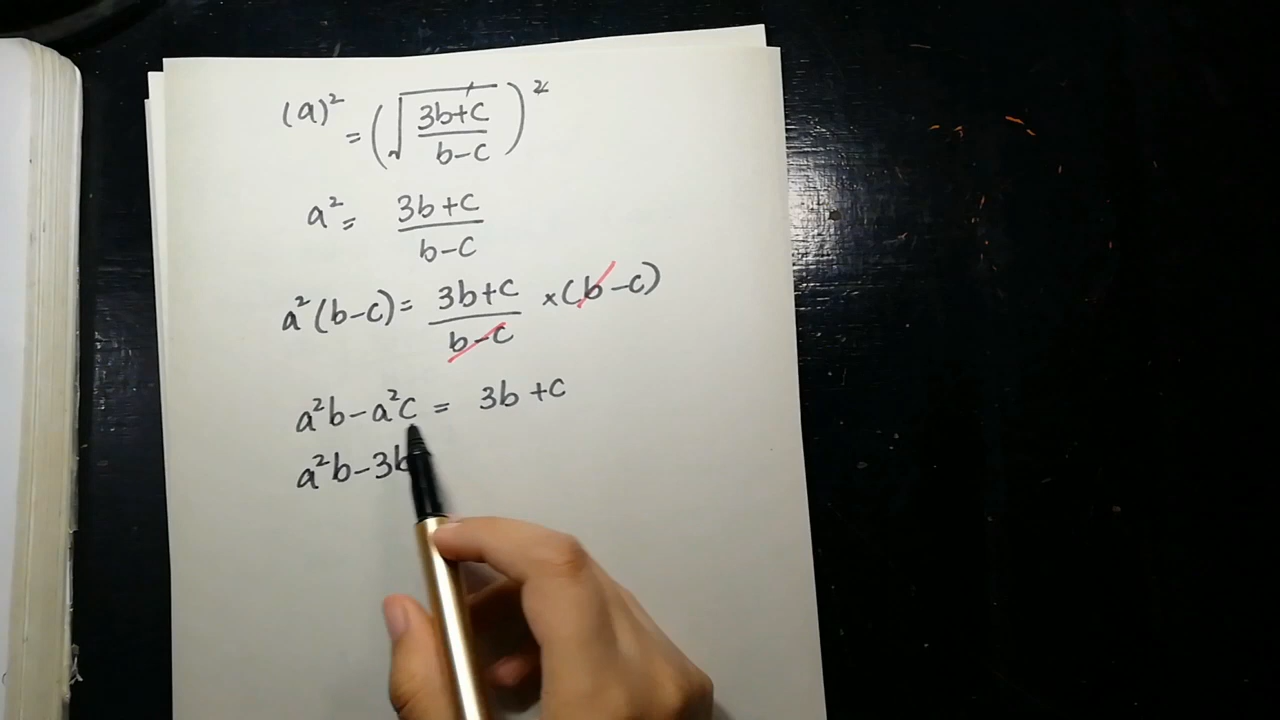 (a)² = (√(3b+c)/(b-c))²
a² = (3b+c)/(b-c)
a²(b-c) = (3b+c)/(b-c) ×(b-c)
a²b-a²c = 3b+c
a²b-3b